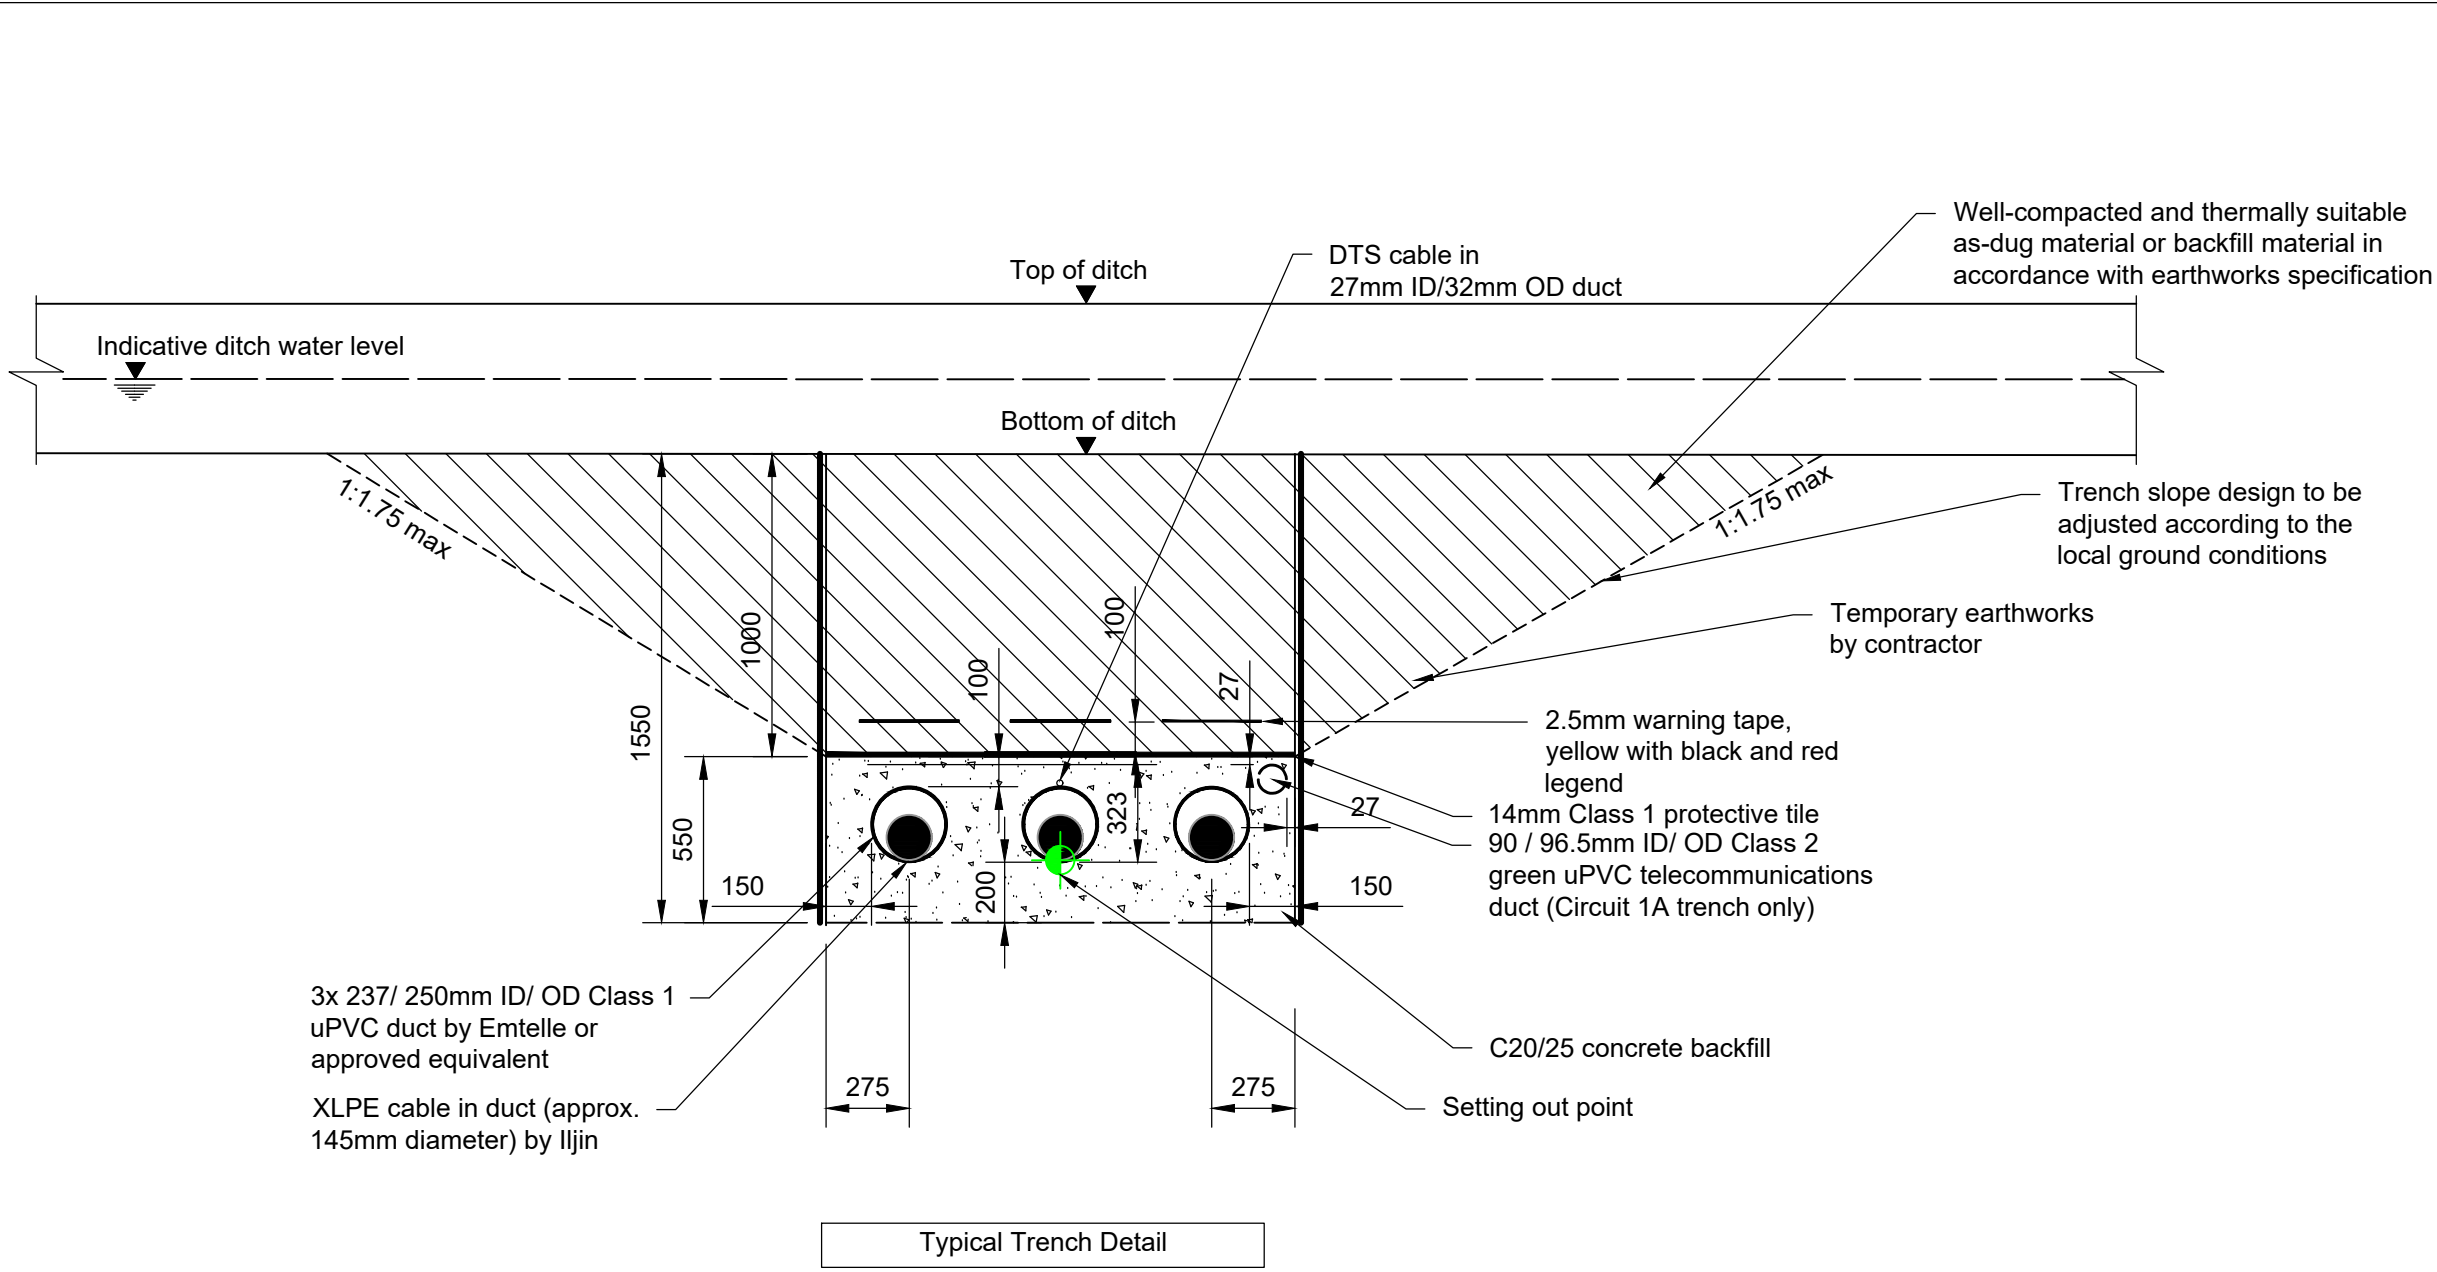 Well-compacted and thermally suitable
as-dug material or backfill material in
accordance with earthworks specification
DTS cable in
27mm ID/32mm OD duct
Top of ditch
Indicative ditch water level
Bottom of ditch
1:1.75 max
1:1.75 max
Trench slope design to be
adjusted according to the
local ground conditions
Temporary earthworks
by contractor
1000
1550
550
100
100
27
323
200
27
150
150
2.5mm warning tape,
yellow with black and red
legend
14mm Class 1 protective tile
90 / 96.5mm ID/ OD Class 2
green uPVC telecommunications
duct (Circuit 1A trench only)
3x 237/ 250mm ID/ OD Class 1
uPVC duct by Emtelle or
approved equivalent
XLPE cable in duct (approx.
145mm diameter) by Iljin
275
275
C20/25 concrete backfill
Setting out point
Typical Trench Detail